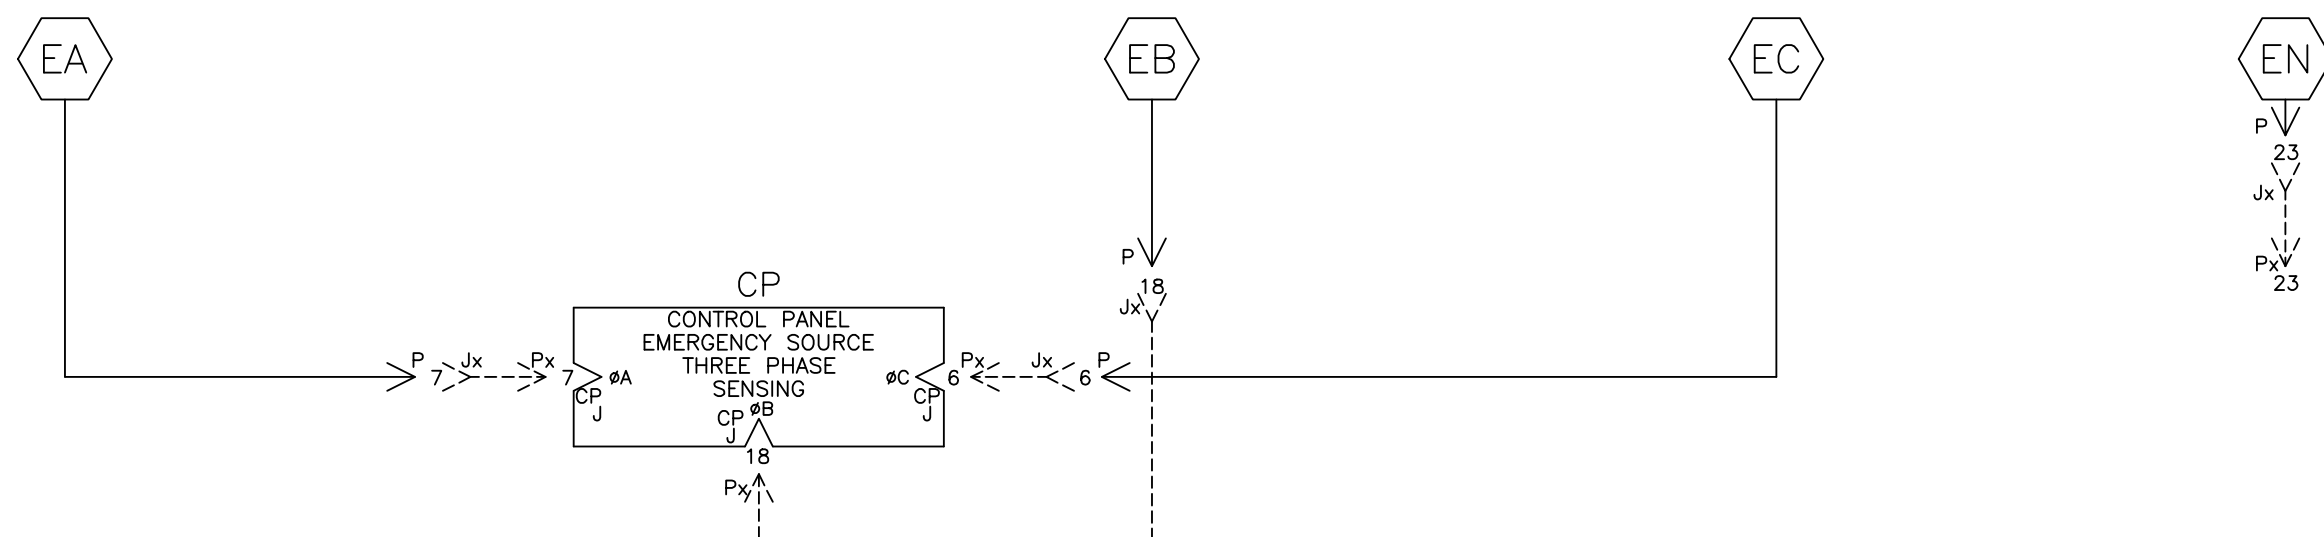 EA
EB
EC
EN
P
23
Jx
P
Px
23
CP
18
Jx
CONTROL PANEL
EMERGENCY SOURCE
THREE PHASE
SENSING
P
7
Jx
Px
7
øA
CP
J
øC
6
CP
J
Px
Jx
6
P
øB
CP
J
18
Px